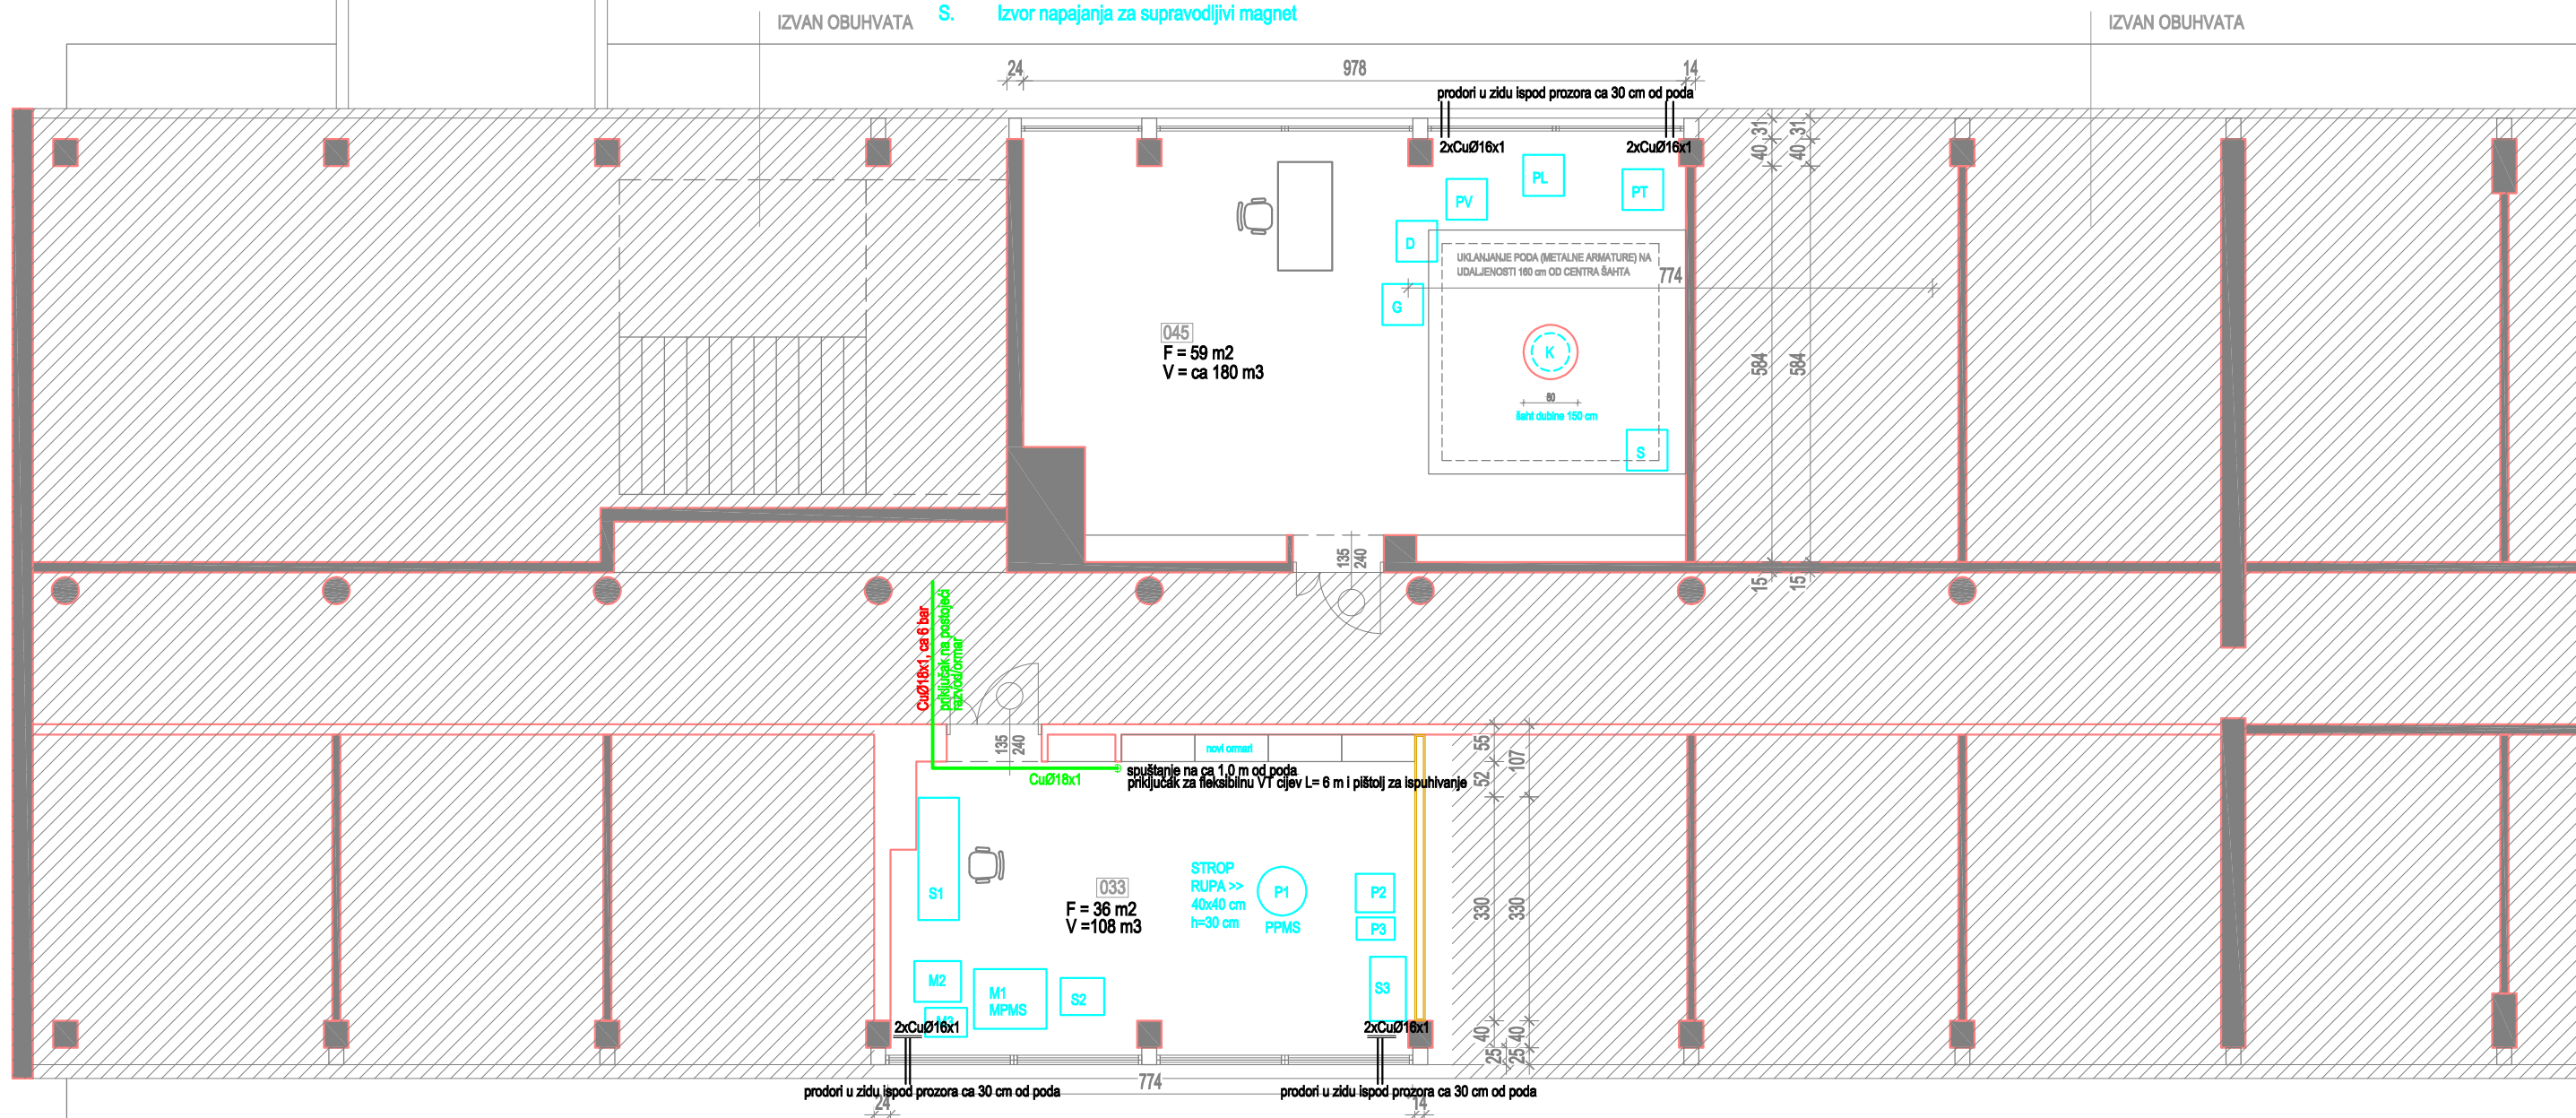 IZVAN OBUHVATA
S. Izvor napajanja za supravodljivi magnet
IZVAN OBUHVATA
24
978
14
prodori u zidu ispod prozora ca 30 cm od poda
2xCuØ16x1
2xCuØ16x1
31
40
584
15
31
40
584
15
PL
PT
PV
D
G
UKLANJANJE PODA (METALNE ARMATURE) NA
UDALJENOSTI 160 cm OD CENTRA ŠAHTA
774
045
F = 59 m2
V = ca 180 m3
K
80
šaht dubine 150 cm
S
135
240
CuØ18x1, ca 6 bar
priključak na postojeći
razvod/ormar
135
240
novi ormari
CuØ18x1
spuštanje na ca 1,0 m od poda
priključak za fleksibilnu VT cijev L= 6 m i pištolj za ispuhivanje
55
52
330
40
25
107
330
40
25
S1
033
F = 36 m2
V =108 m3
STROP
RUPA >>
40x40 cm
h=30 cm
P1
PPMS
P2
P3
S3
M2
M1
MPMS
S2
M3
2xCuØ16x1
2xCuØ16x1
prodori u zidu ispod prozora ca 30 cm od poda
774
prodori u zidu ispod prozora ca 30 cm od poda
24
14